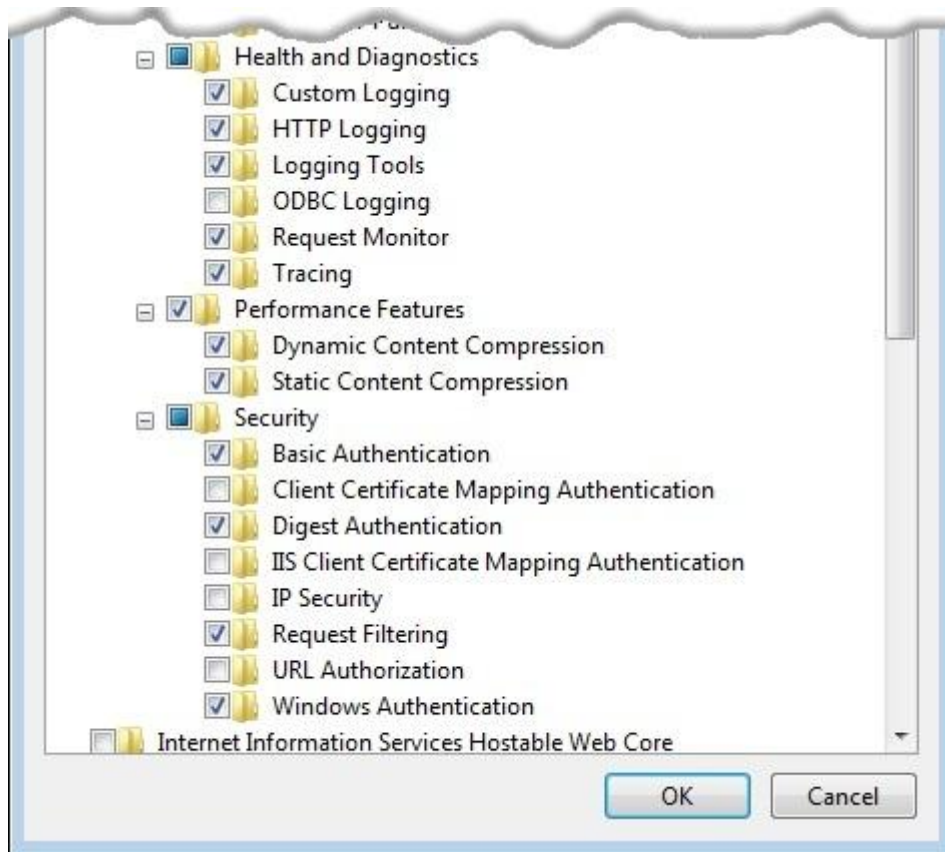 Health and Diagnostics
Custom Logging
HTTP Logging
Logging Tools
ODBC Logging
Request Monitor
Tracing
Performance Features
Dynamic Content Compression
Static Content Compression
Security
Basic Authentication
Client Certificate Mapping Authentication
Digest Authentication
IIS Client Certificate Mapping Authentication
IP Security
Request Filtering
URL Authorization
Windows Authentication
Internet Information Services Hostable Web Core
OK Cancel